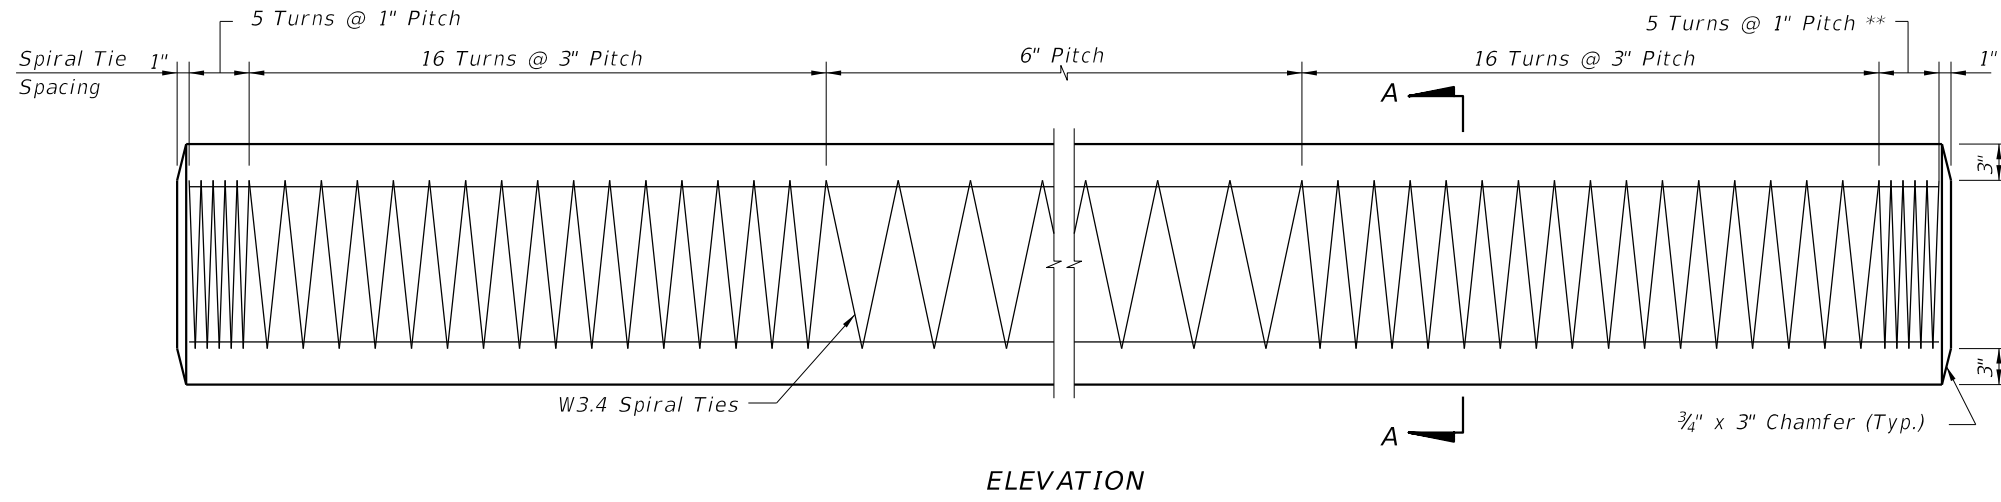 5 Turns @ 1" Pitch
5 Turns @ 1" Pitch **
Spiral Tie
Spacing
1"
16 Turns @ 3" Pitch
6" Pitch
16 Turns @ 3" Pitch
1"
A
3"
3"
W3.4 Spiral Ties
A
¾" x 3" Chamfer (Typ.)
ELEVATION